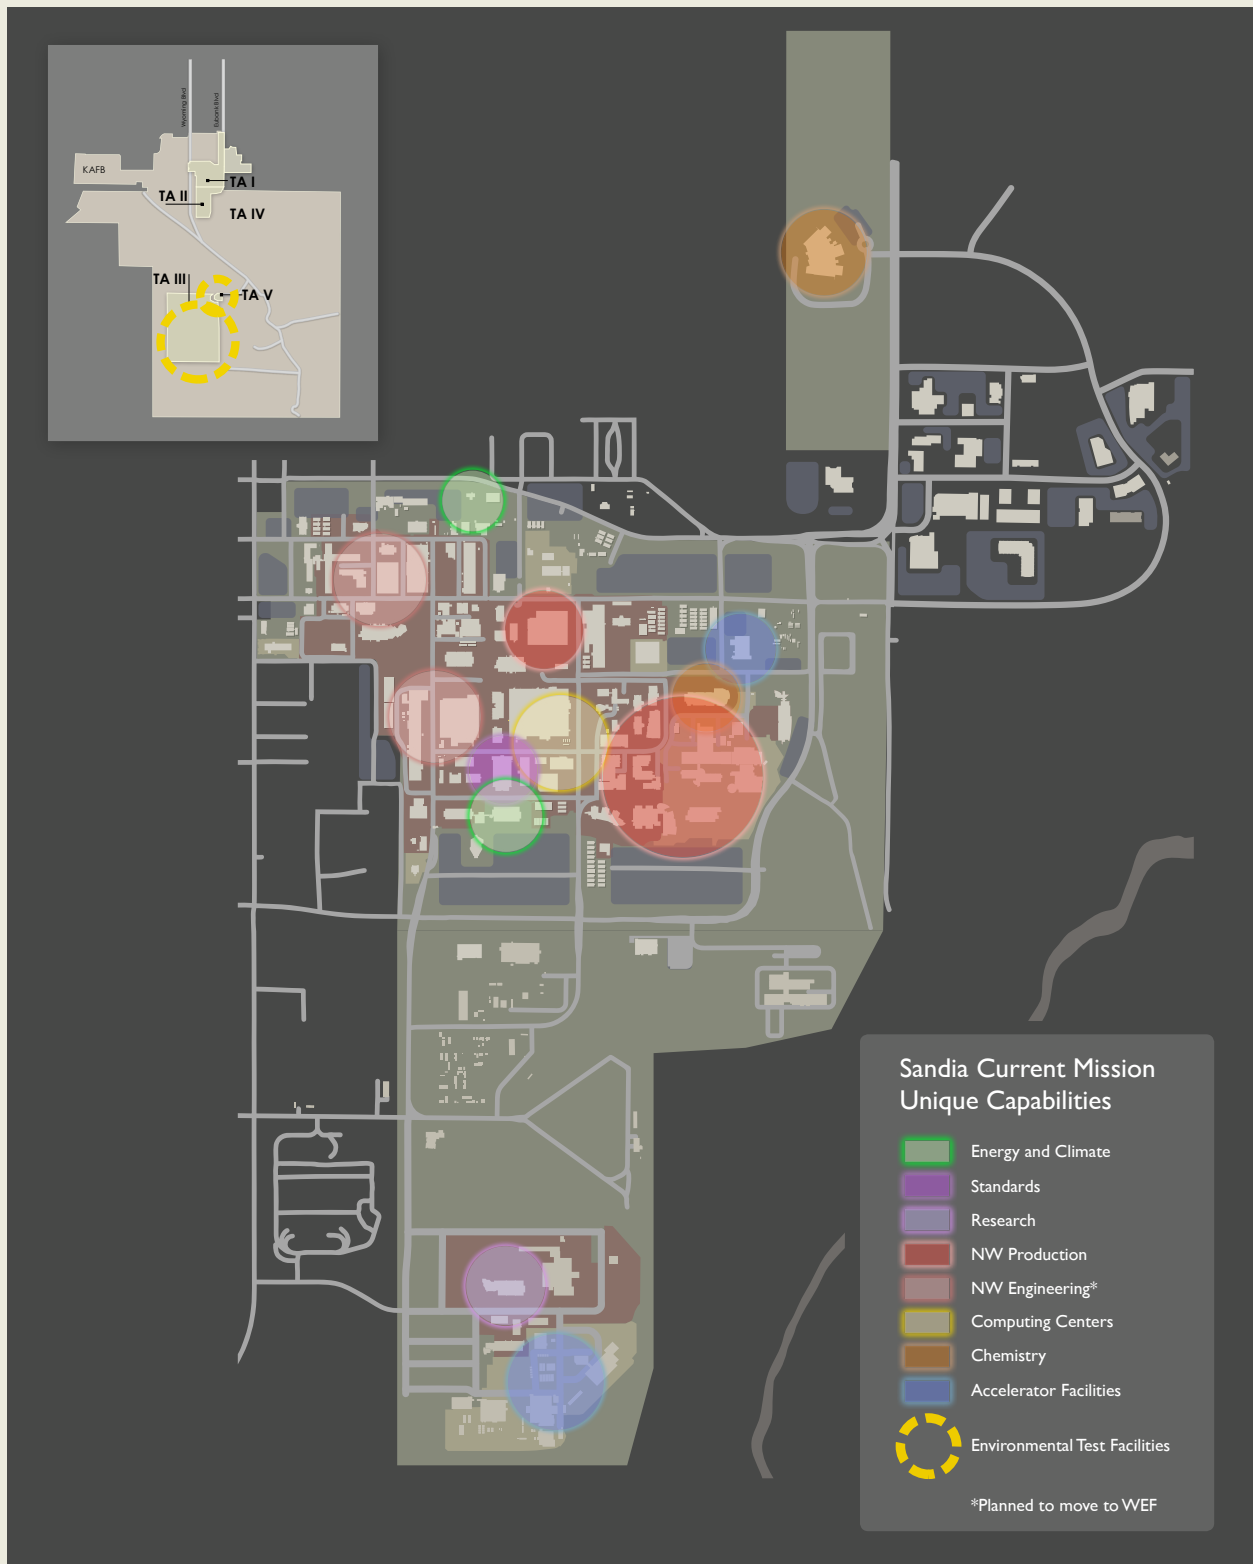 Wyoming Blvd
Eubank Blvd
KAFB
TA I
TA II
TA IV
TA III
TA V
Sandia Current Mission
Unique Capabilities
Energy and Climate
Standards
Research
NW Production
NW Engineering*
Computing Centers
Chemistry
Accelerator Facilities
Environmental Test Facilities
*Planned to move to WEF